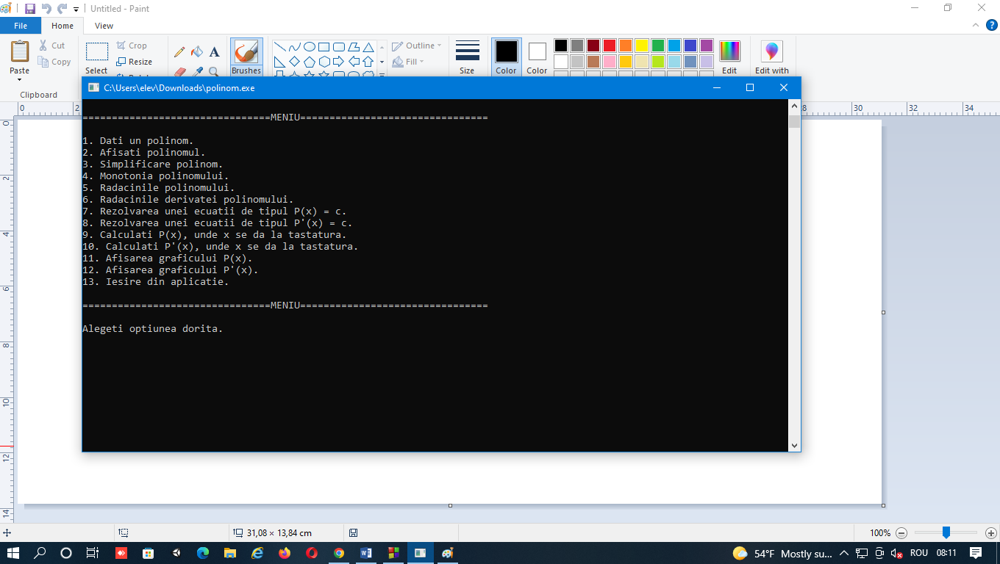 Untitled - Paint
File Home View
Cut
Copy
Paste
Clipboard
Crop
Resize
Select
Brushes
Outline
Fill
Size
Color
Color
Edit
Edit with
C:\Users\elev\Downloads\polinom.exe
0 2 30 32 34
0
2
4
6
8
10
12
14
================================MENIU================================
1. Dati un polinom.
2. Afisati polinomul.
3. Simplificare polinom.
4. Monotonia polinomului.
5. Radacinile polinomului.
6. Radacinile derivatei polinomului.
7. Rezolvarea unei ecuatii de tipul P(x) = c.
8. Rezolvarea unei ecuatii de tipul P'(x) = c.
9. Calculati P(x), unde x se da la tastatura.
10. Calculati P'(x), unde x se da la tastatura.
11. Afisarea graficului P(x).
12. Afisarea graficului P'(x).
13. Iesire din aplicatie.
================================MENIU================================
Alegeti optiunea dorita.
31,08 × 13,84 cm
100%
54°F Mostly su... ROU 08:11